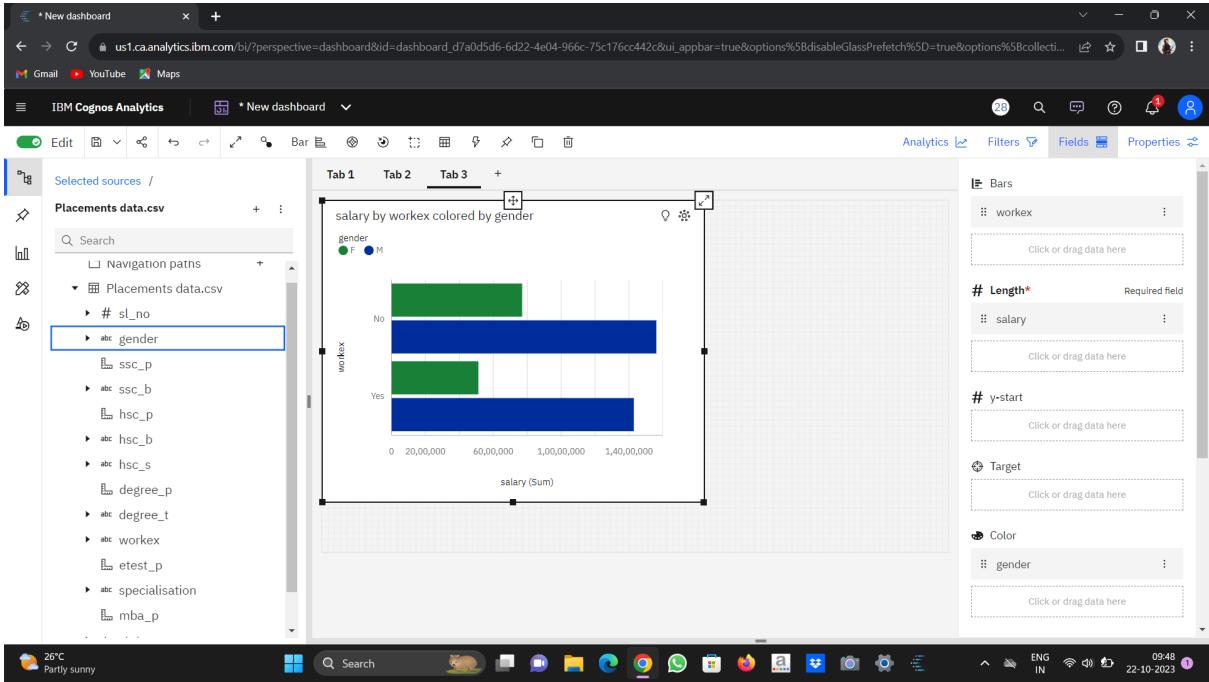 * New dashboard
us1.ca.analytics.ibm.com/bi/?perspective=dashboard&id=dashboard_d7a0d5d6-6d22-4e04-966c-75c176cc442c&ui_appbar=true&options%5BdisableGlassPrefetch%5D=true&options%5Bcollecti...
Gmail YouTube Maps
IBM Cognos Analytics * New dashboard 28 1
Edit Bar Analytics Filters Fields Properties
Selected sources /
Placements data.csv
Search
Navigation paths
Placements data.csv
sl_no
gender
ssc_p
ssc_b
hsc_p
hsc_b
hsc_s
degree_p
degree_t
workex
etest_p
specialisation
mba_p
Tab 1 Tab 2 Tab 3
salary by workex colored by gender
gender
F M
workex
No
Yes
0 20,00,000 60,00,000 1,00,00,000 1,40,00,000
salary (Sum)
Bars
workex
Click or drag data here
# Length* Required field
salary
Click or drag data here
# y-start
Click or drag data here
Target
Click or drag data here
Color
gender
Click or drag data here
26°C
Partly sunny
Search
ENG
IN
09:48
22-10-2023
1